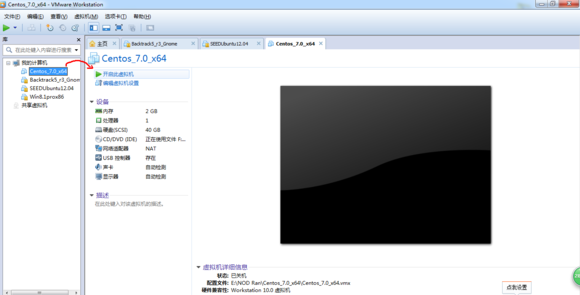 Centos_7.0_x64 - VMware Workstation
文件(F) 编辑(E) 查看(V) 虚拟机(M) 选项卡(T) 帮助(H)
库
在此处键入内容进行搜索
我的计算机
Centos_7.0_x64
Backtrack5_r3_Gnome
SEEDUbuntu12.04
Win8.1prox86
共享虚拟机
主页 Backtrack5_r3_Gnome SEEDUbuntu12.04 Centos_7.0_x64
Centos_7.0_x64
开启此虚拟机
编辑虚拟机设置
设备
内存 2 GB
处理器 1
硬盘(SCSI) 40 GB
CD/DVD (IDE) 正在使用文件 F:...
网络适配器 NAT
USB 控制器 存在
声卡 自动检测
显示器 自动检测
描述
在此处键入对该虚拟机的描述。
虚拟机详细信息
状态: 已关机
配置文件: E:\NOD Ran\Centos_7.0_x64\Centos_7.0_x64.vmx
硬件兼容性: Workstation 10.0 虚拟机
点我设置